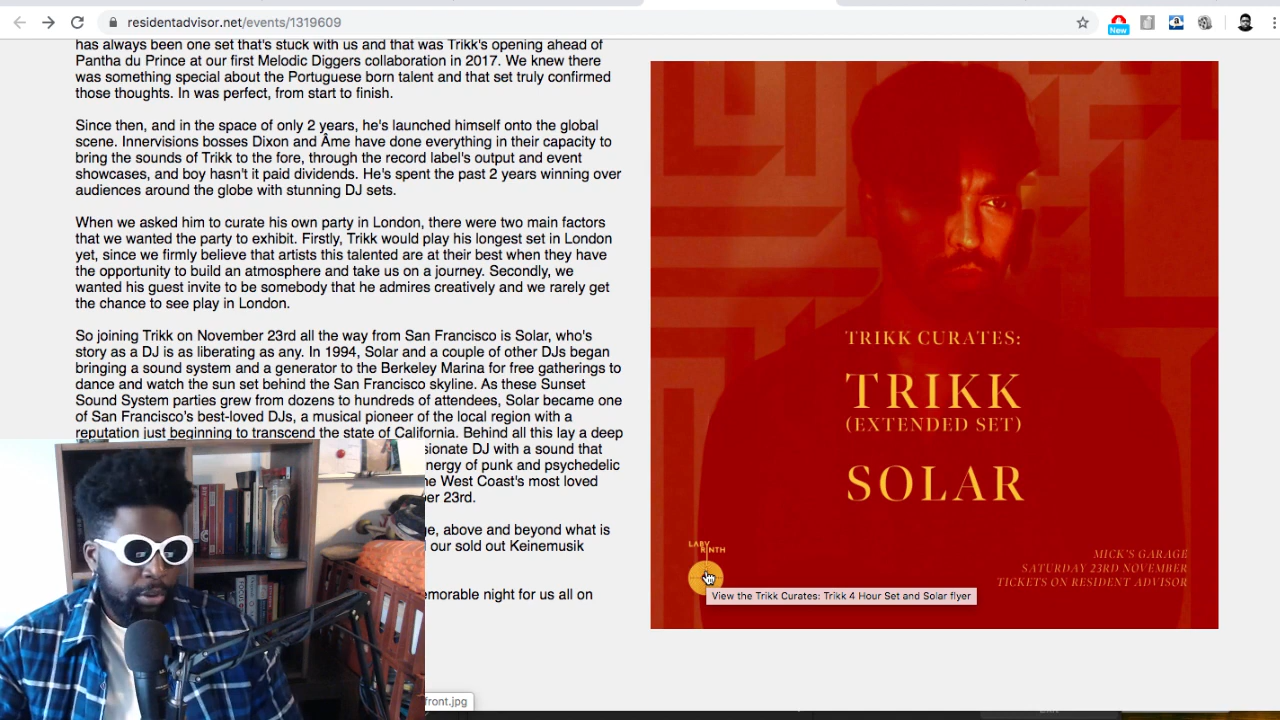 residentadvisor.net/events/1319609
New
has always been one set that's stuck with us and that was Trikk's opening ahead of
Pantha du Prince at our first Melodic Diggers collaboration in 2017. We knew there
was something special about the Portuguese born talent and that set truly confirmed
those thoughts. In was perfect, from start to finish.
Since then, and in the space of only 2 years, he's launched himself onto the global
scene. Innervisions bosses Dixon and Âme have done everything in their capacity to
bring the sounds of Trikk to the fore, through the record label's output and event
showcases, and boy hasn't it paid dividends. He's spent the past 2 years winning over
audiences around the globe with stunning DJ sets.
When we asked him to curate his own party in London, there were two main factors
that we wanted the party to exhibit. Firstly, Trikk would play his longest set in London
yet, since we firmly believe that artists this talented are at their best when they have
the opportunity to build an atmosphere and take us on a journey. Secondly, we
wanted his guest invite to be somebody that he admires creatively and we rarely get
the chance to see play in London.
So joining Trikk on November 23rd all the way from San Francisco is Solar, who's
story as a DJ is as liberating as any. In 1994, Solar and a couple of other DJs began
bringing a sound system and a generator to the Berkeley Marina for free gatherings to
dance and watch the sun set behind the San Francisco skyline. As these Sunset
Sound System parties grew from dozens to hundreds of attendees, Solar became one
of San Francisco's best-loved DJs, a musical pioneer of the local region with a
reputation just beginning to transcend the state of California. Behind all this lay a deep
sionate DJ with a sound that
nergy of punk and psychedelic
e West Coast's most loved
er 23rd.
e, above and beyond what is
our sold out Keinemusik
emorable night for us all on
front.jpg
TRIKK CURATES:
TRIKK
(EXTENDED SET)
SOLAR
LABY
RINTH
MICK'S GARAGE
SATURDAY 23RD NOVEMBER
TICKETS ON RESIDENT ADVISOR
View the Trikk Curates: Trikk 4 Hour Set and Solar flyer